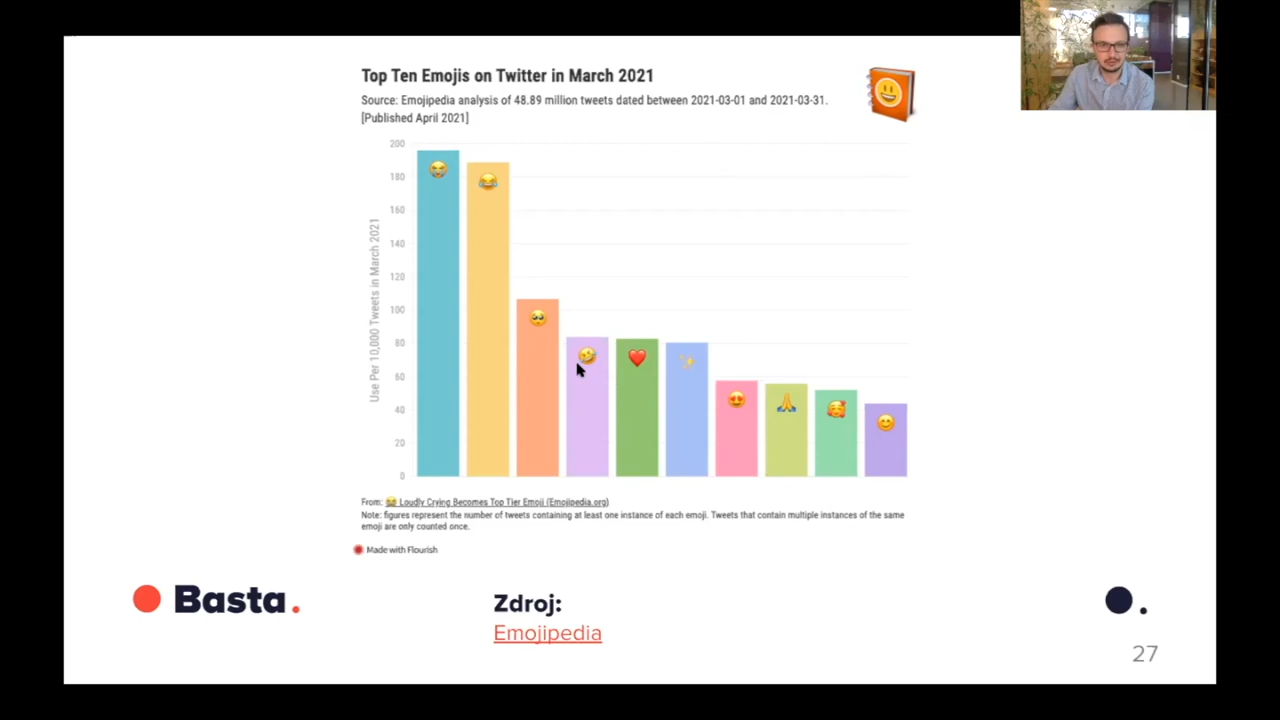 Top Ten Emojis on Twitter in March 2021
Source: Emojipedia analysis of 48.89 million tweets dated between 2021-03-01 and 2021-03-31.
[Published April 2021]
Use Per 10,000 Tweets in March 2021
200
180
160
140
120
100
80
60
40
20
0
From: 😭 Loudly Crying Becomes Top Tier Emoji (Emojipedia.org)
Note: figures represent the number of tweets containing at least one instance of each emoji. Tweets that contain multiple instances of the same
emoji are only counted once.
Made with Flourish
Basta.
Zdroj:
Emojipedia
27